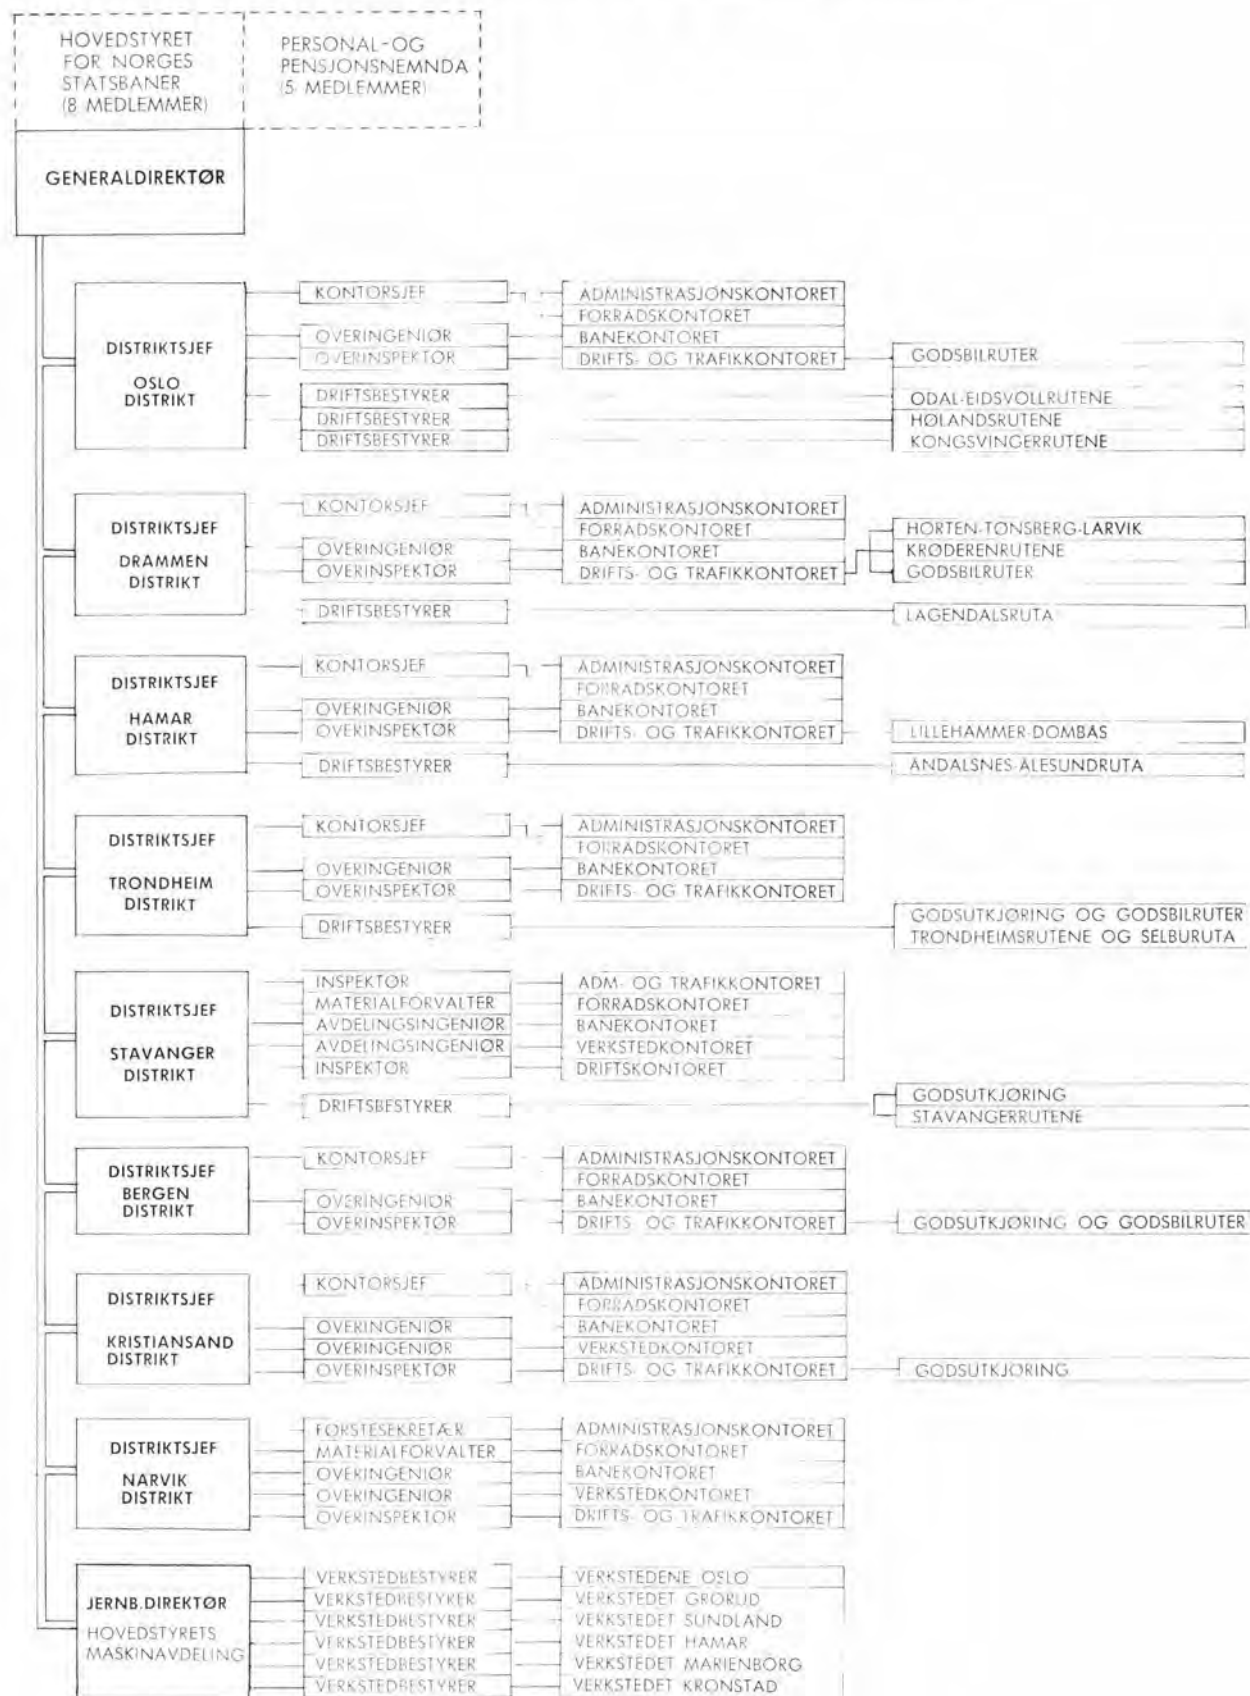 HOVEDSTYRET
FOR NORGES
STATSBANER
(8 MEDLEMMER)
PERSONAL-OG
PENSJONSNEMNDA
(5 MEDLEMMER)
GENERALDIREKTØR
DISTRIKTSJEF
OSLO
DISTRIKT
KONTORSJEF
ADMINISTRASJONSKONTORET
FORRADSKONTORET
OVERINGENIØR
BANEKONTORET
OVERINSPEKTØR
DRIFTS- OG TRAFIKKONTORET
GODSBILRUTER
DRIFTSBESTYRER
ODAL-EIDSVOLLRUTENE
DRIFTSBESTYRER
HØLANDSRUTENE
DRIFTSBESTYRER
KONGSVINGERRUTENE
DISTRIKTSJEF
DRAMMEN
DISTRIKT
KONTORSJEF
ADMINISTRASJONSKONTORET
FORRADSKONTORET
HORTEN-TONSBERG-LARVIK
OVERINGENIØR
BANEKONTORET
KRØDERENRUTENE
OVERINSPEKTØR
DRIFTS- OG TRAFIKKONTORET
GODSBILRUTER
DRIFTSBESTYRER
LAGENDALSRUTA
DISTRIKTSJEF
HAMAR
DISTRIKT
KONTORSJEF
ADMINISTRASJONSKONTORET
FORRADSKONTORET
OVERINGENIØR
BANEKONTORET
OVERINSPEKTØR
DRIFTS- OG TRAFIKKONTORET
LILLEHAMMER-DOMBAS
DRIFTSBESTYRER
ANDALSNES-ALESUNDRUTA
DISTRIKTSJEF
TRONDHEIM
DISTRIKT
KONTORSJEF
ADMINISTRASJONSKONTORET
FORRADSKONTORET
OVERINGENIØR
BANEKONTORET
OVERINSPEKTØR
DRIFTS- OG TRAFIKKONTORET
DRIFTSBESTYRER
GODSUTKJØRING OG GODSBILRUTER
TRONDHEIMSRUTENE OG SELBURUTA
DISTRIKTSJEF
STAVANGER
DISTRIKT
INSPEKTØR
ADM- OG TRAFIKKONTORET
MATERIALFORVALTER
FORRADSKONTORET
AVDELINGSINGENIØR
BANEKONTORET
AVDELINGSINGENIØR
VERKSTEDKONTORET
INSPEKTØR
DRIFTSKONTORET
DRIFTSBESTYRER
GODSUTKJØRING
STAVANGERRUTENE
DISTRIKTSJEF
BERGEN
DISTRIKT
KONTORSJEF
ADMINISTRASJONSKONTORET
FORRADSKONTORET
OVERINGENIØR
BANEKONTORET
OVERINSPEKTØR
DRIFTS- OG TRAFIKKONTORET
GODSUTKJØRING OG GODSBILRUTER
DISTRIKTSJEF
KRISTIANSAND
DISTRIKT
KONTORSJEF
ADMINISTRASJONSKONTORET
FORRADSKONTORET
OVERINGENIØR
BANEKONTORET
OVERINGENIØR
VERKSTEDKONTORET
OVERINSPEKTØR
DRIFTS- OG TRAFIKKONTORET
GODSUTKJØRING
DISTRIKTSJEF
NARVIK
DISTRIKT
FØRSTESEKRETÆR
ADMINISTRASJONSKONTORET
MATERIALFORVALTER
FORRADSKONTORET
OVERINGENIØR
BANEKONTORET
OVERINGENIØR
VERKSTEDKONTORET
OVERINSPEKTØR
DRIFTS- OG TRAFIKKONTORET
JERNB.DIREKTØR
HOVEDSTYRETS
MASKINAVDELING
VERKSTEDBESTYRER
VERKSTEDENE OSLO
VERKSTEDBESTYRER
VERKSTEDET GRORUD
VERKSTEDBESTYRER
VERKSTEDET SUNDLAND
VERKSTEDBESTYRER
VERKSTEDET HAMAR
VERKSTEDBESTYRER
VERKSTEDET MARIENBORG
VERKSTEDBESTYRER
VERKSTEDET KRONSTAD